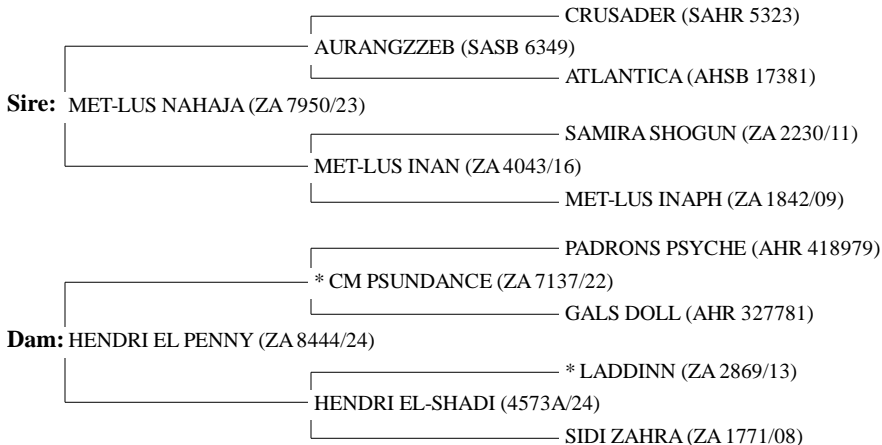 CRUSADER (SAHR 5323)
AURANGZZEB (SASB 6349)
ATLANTICA (AHSB 17381)
Sire: MET-LUS NAHAJA (ZA 7950/23)
SAMIRA SHOGUN (ZA 2230/11)
MET-LUS INAN (ZA 4043/16)
MET-LUS INAPH (ZA 1842/09)
PADRONS PSYCHE (AHR 418979)
* CM PSUNDANCE (ZA 7137/22)
GALS DOLL (AHR 327781)
Dam: HENDRI EL PENNY (ZA 8444/24)
* LADDINN (ZA 2869/13)
HENDRI EL-SHADI (4573A/24)
SIDI ZAHRA (ZA 1771/08)